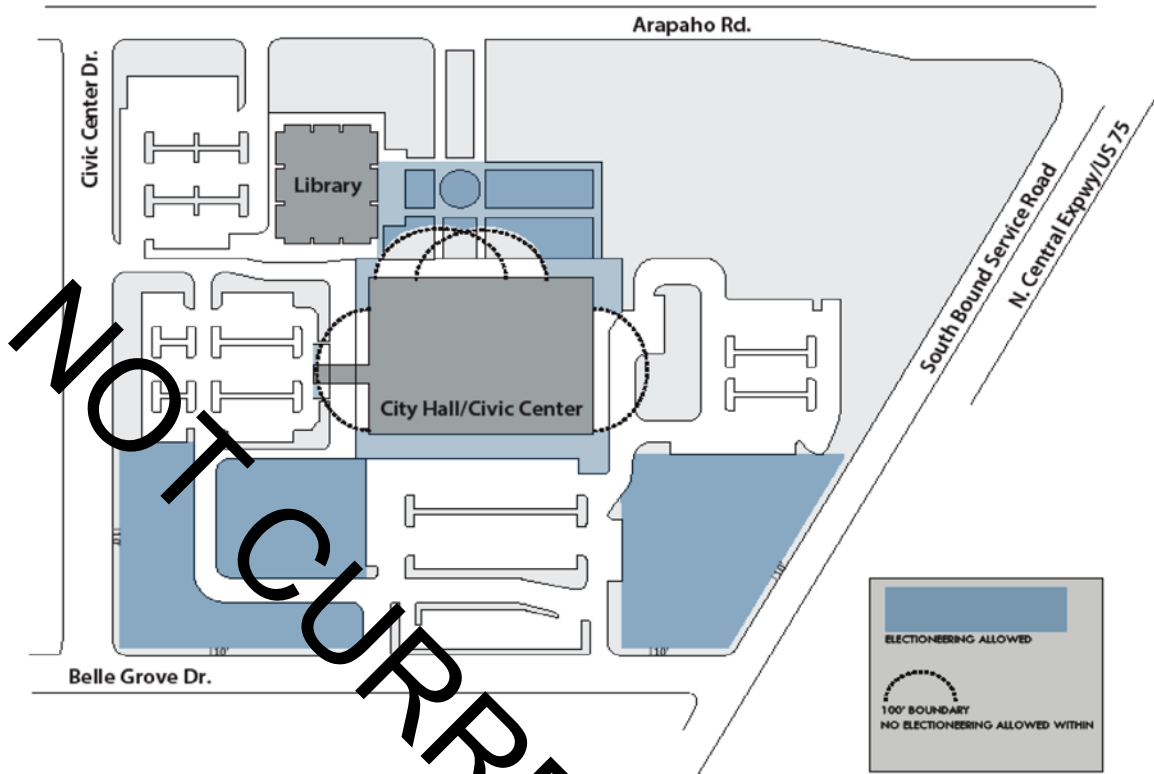 Arapaho Rd.
Civic Center Dr.
Library
South Bound Service Road
N. Central Expwy/US 75
City Hall/Civic Center
10'
10'
10'
10'
Belle Grove Dr.
ELECTIONEERING ALLOWED
100' BOUNDARY
NO ELECTIONEERING ALLOWED WITHIN
NOT CURRE